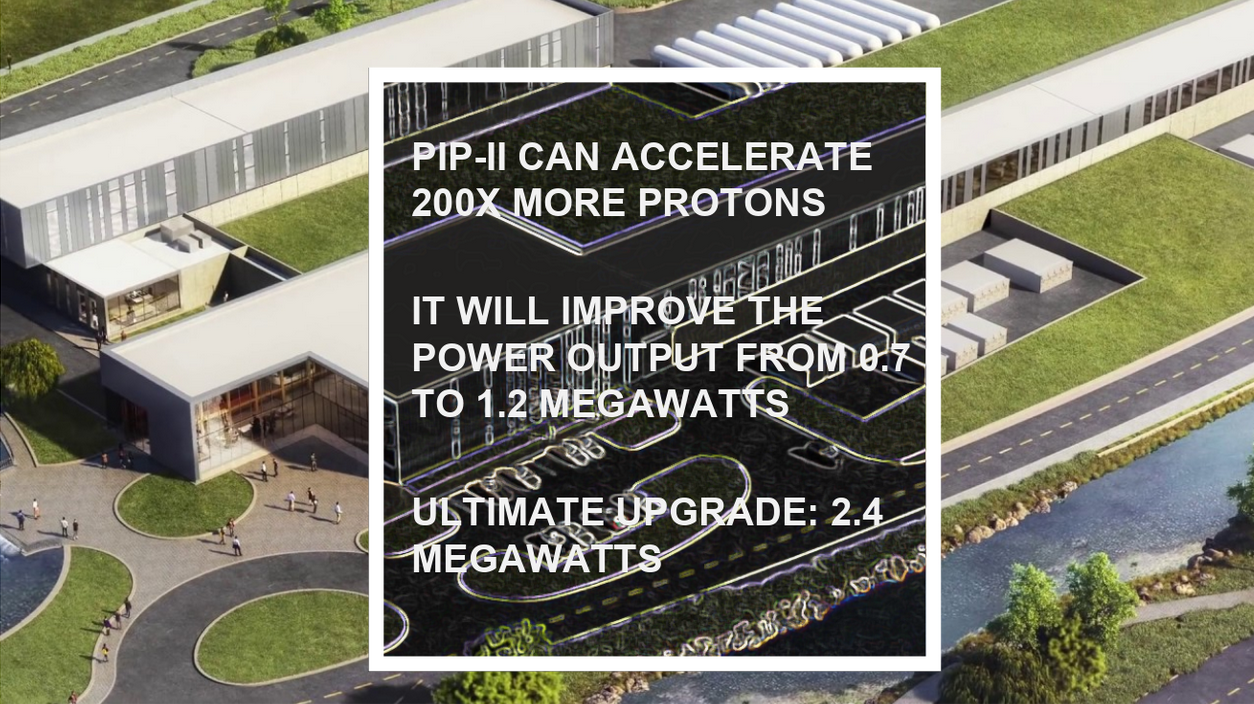 PIP-II CAN ACCELERATE
200X MORE PROTONS
IT WILL IMPROVE THE
POWER OUTPUT FROM 0.7
TO 1.2 MEGAWATTS
ULTIMATE UPGRADE: 2.4
MEGAWATTS